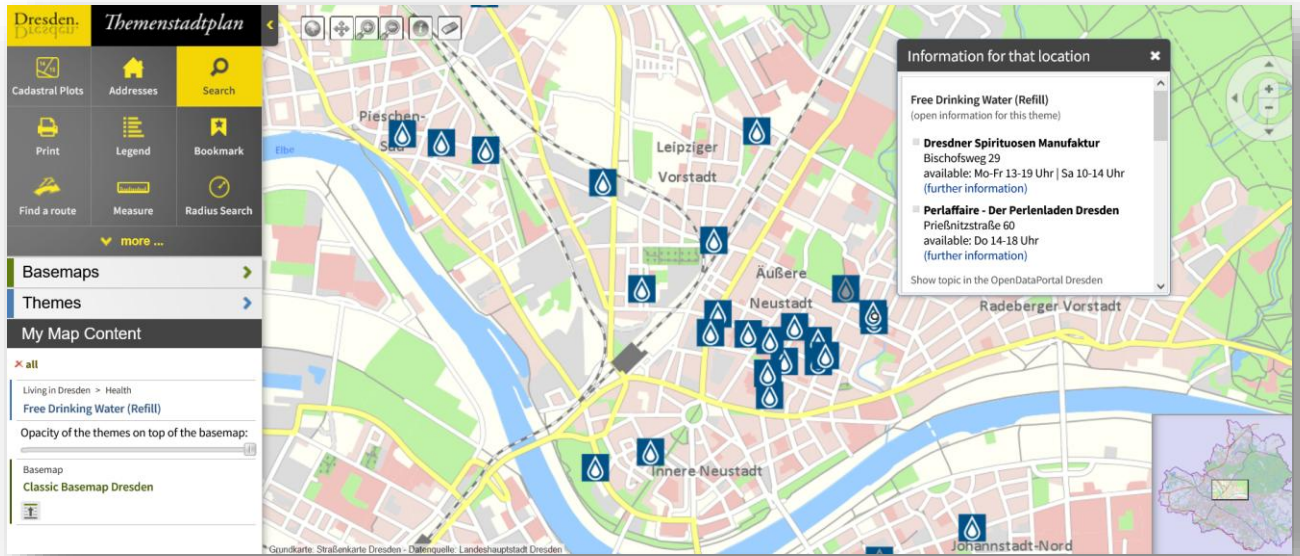 Dresden.
Dresden.
Themenstadtplan
Cadastral Plots
Addresses
Search
Print
Legend
Bookmark
Find a route
Measure
Radius Search
more ...
Basemaps
Themes
My Map Content
all
Living in Dresden > Health
Free Drinking Water (Refill)
Opacity of the themes on top of the basemap:
Basemap
Classic Basemap Dresden
Pieschen-
Süd
Elbe
Leipziger
Vorstadt
Äußere
Neustadt
Radeberger Vorstadt
Innere Neustadt
Johannstadt-Nord
Grundkarte: Straßenkarte Dresden - Datenquelle: Landeshauptstadt Dresden
Information for that location
Free Drinking Water (Refill)
(open information for this theme)
Dresdner Spirituosen Manufaktur
Bischofsweg 29
available: Mo-Fr 13-19 Uhr | Sa 10-14 Uhr
(further information)
Perlaffaire - Der Perlenladen Dresden
Prießnitzstraße 60
available: Do 14-18 Uhr
(further information)
Show topic in the OpenDataPortal Dresden